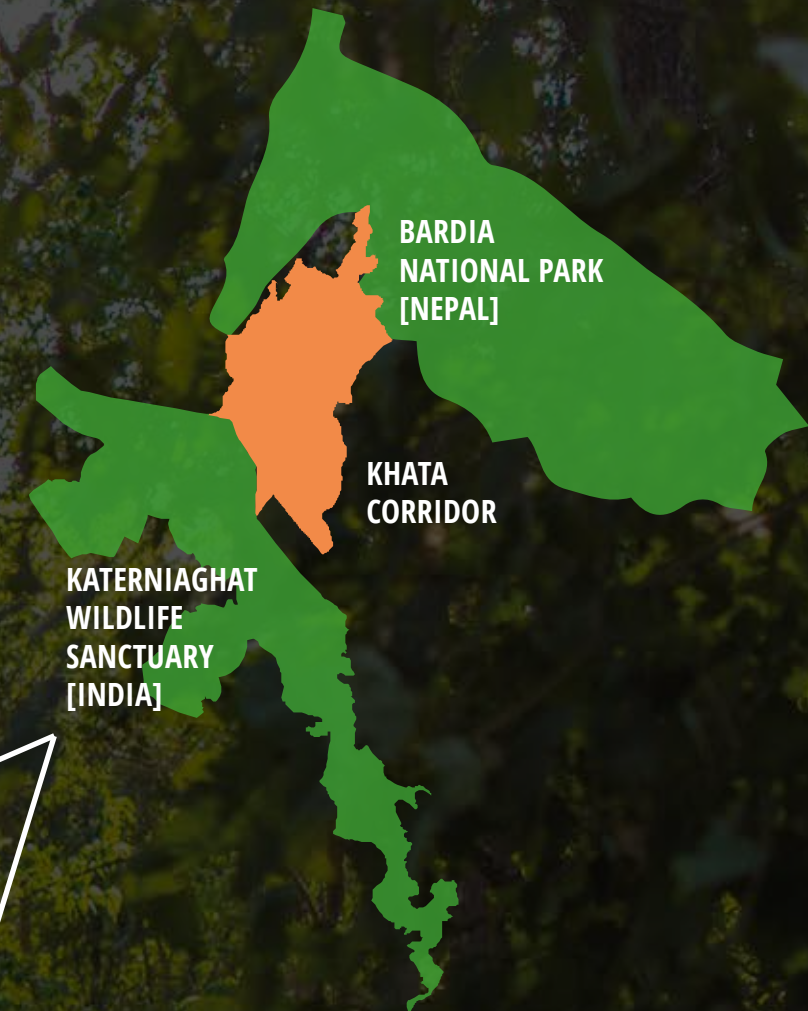 BARDIA
NATIONAL PARK
[NEPAL]
KHATA
CORRIDOR
KATERNIAGHAT
WILDLIFE
SANCTUARY
[INDIA]